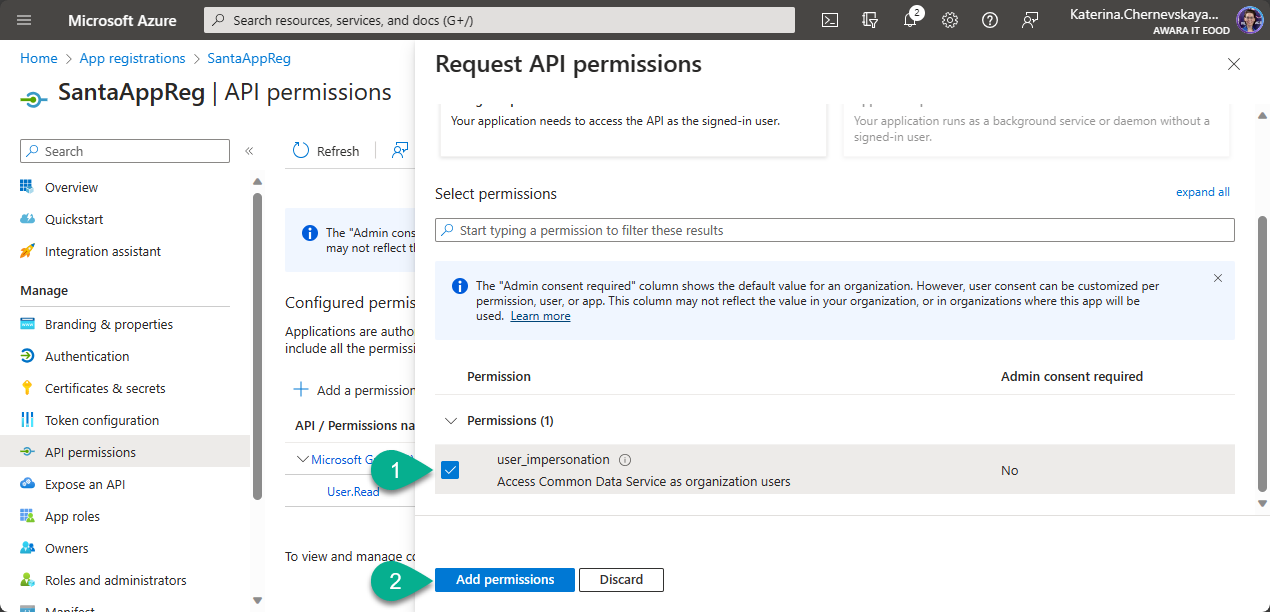 Microsoft Azure
Search resources, services, and docs (G+/)
2
Katerina.Chernevskaya...
AWARA IT EOOD
Home > App registrations > SantaAppReg
SantaAppReg | API permissions
Search
«
Overview
Quickstart
Integration assistant
Manage
Branding & properties
Authentication
Certificates & secrets
Token configuration
API permissions
Expose an API
App roles
Owners
Roles and administrators
Manifest
Refresh
The "Admin cons
may not reflect th
Configured permis
Applications are autho
include all the permissi
Add a permission
API / Permissions na
Microsoft G
User.Read
To view and manage co
Request API permissions
Your application needs to access the API as the signed-in user.
Your application runs as a background service or daemon without a
signed-in user.
Select permissions
expand all
Start typing a permission to filter these results
The "Admin consent required" column shows the default value for an organization. However, user consent can be customized per
permission, user, or app. This column may not reflect the value in your organization, or in organizations where this app will be
used. Learn more
Permission
Admin consent required
Permissions (1)
1
user_impersonation
Access Common Data Service as organization users
No
2
Add permissions
Discard